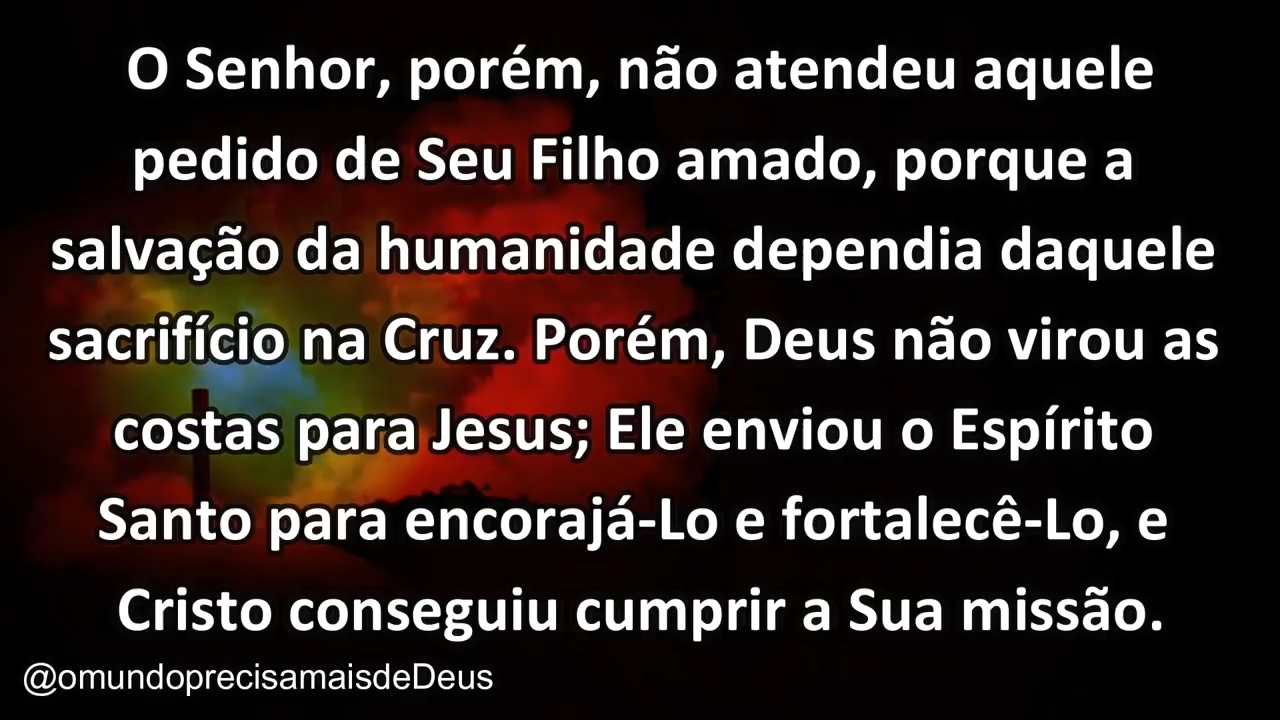 O Senhor, porém, não atendeu aquele
pedido de Seu Filho amado, porque a
salvação da humanidade dependia daquele
sacrifício na Cruz. Porém, Deus não virou as
costas para Jesus; Ele enviou o Espírito
Santo para encorajá-Lo e fortalecê-Lo, e
Cristo conseguiu cumprir a Sua missão.
@omundoprecisamaisdeDeus